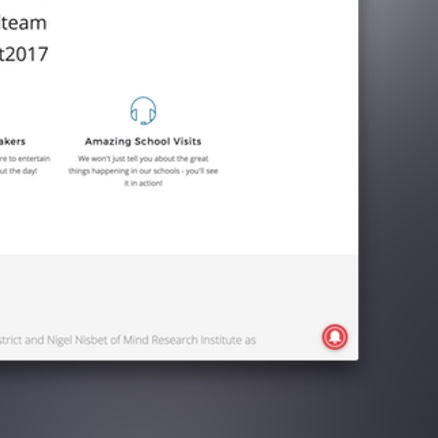 lteam
t2017
akers
Amazing School Visits
re to entertain
We won't just tell you about the great
ut the day!
things happening in our schools - you'll see
it in action!
strict and Nigel Nisbet of Mind Research Institute as